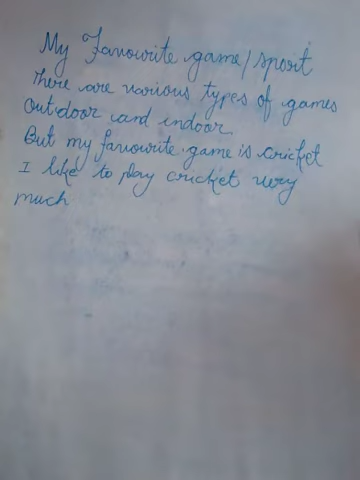 My Favourite game/sport
there are various types of games
Outdoor and indoor
But my favourite game is cricket
I like to play cricket very
much